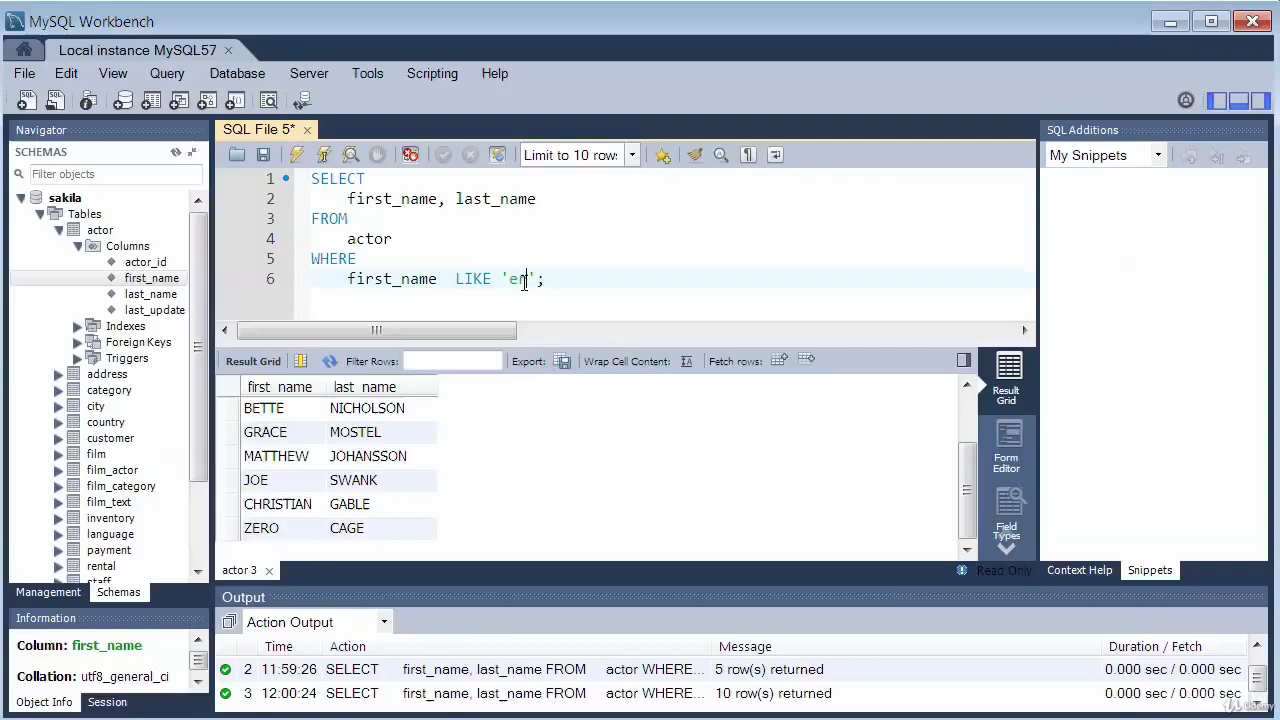 MySQL Workbench
Local instance MySQL57
File Edit View Query Database Server Tools Scripting Help
Navigator
SCHEMAS
Filter objects
sakila
Tables
actor
Columns
actor_id
first_name
last_name
last_update
Indexes
Foreign Keys
Triggers
address
category
city
country
customer
film
film_actor
film_category
film_text
inventory
language
payment
rental
staff
Management Schemas
Information
Column: first_name
Collation: utf8_general_ci
Object Info Session
SQL File 5*
Limit to 10 rows
1 SELECT
2 first_name, last_name
3 FROM
4 actor
5 WHERE
6 first_name LIKE 'en';
Result Grid Filter Rows: Export: Wrap Cell Content: Fetch rows:
first_name last_name
BETTE NICHOLSON
GRACE MOSTEL
MATTHEW JOHANSSON
JOE SWANK
CHRISTIAN GABLE
ZERO CAGE
Result Grid
Form Editor
Field Types
actor 3
Read Only
SQL Additions
My Snippets
Context Help Snippets
Output
Action Output
Time Action Message Duration / Fetch
2 11:59:26 SELECT first_name, last_name FROM actor WHERE... 5 row(s) returned 0.000 sec / 0.000 sec
3 12:00:24 SELECT first_name, last_name FROM actor WHERE... 10 row(s) returned 0.000 sec / 0.000 sec
Udemy